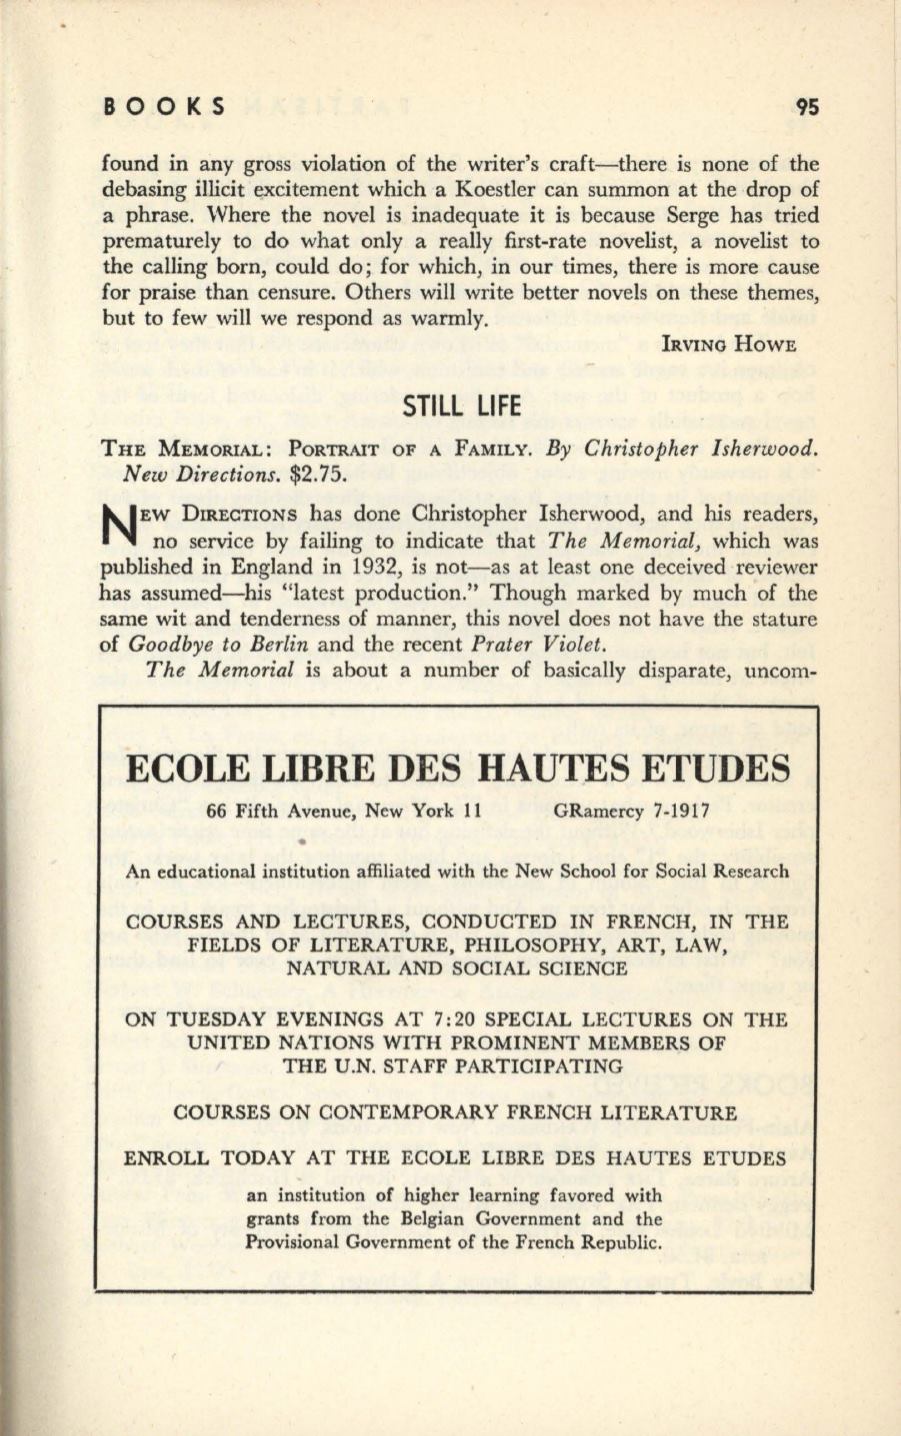 BOOKS 95
found in any gross violation of the writer's craft—there is none of the
debasing illicit excitement which a Koestler can summon at the drop of
a phrase. Where the novel is inadequate it is because Serge has tried
prematurely to do what only a really first-rate novelist, a novelist to
the calling born, could do; for which, in our times, there is more cause
for praise than censure. Others will write better novels on these themes,
but to few will we respond as warmly.
IRVING HOWE
STILL LIFE
THE MEMORIAL: PORTRAIT OF A FAMILY. By Christopher Isherwood.
New Directions. $2.75.
NEW DIRECTIONS has done Christopher Isherwood, and his readers,
no service by failing to indicate that The Memorial, which was
published in England in 1932, is not—as at least one deceived reviewer
has assumed—his "latest production." Though marked by much of the
same wit and tenderness of manner, this novel does not have the stature
of Goodbye to Berlin and the recent Prater Violet.
The Memorial is about a number of basically disparate, uncom-
ECOLE LIBRE DES HAUTES ETUDES
66 Fifth Avenue, New York 11 GRamercy 7-1917
An educational institution affiliated with the New School for Social Research
COURSES AND LECTURES, CONDUCTED IN FRENCH, IN THE
FIELDS OF LITERATURE, PHILOSOPHY, ART, LAW,
NATURAL AND SOCIAL SCIENCE
ON TUESDAY EVENINGS AT 7:20 SPECIAL LECTURES ON THE
UNITED NATIONS WITH PROMINENT MEMBERS OF
THE U.N. STAFF PARTICIPATING
COURSES ON CONTEMPORARY FRENCH LITERATURE
ENROLL TODAY AT THE ECOLE LIBRE DES HAUTES ETUDES
an institution of higher learning favored with
grants from the Belgian Government and the
Provisional Government of the French Republic.